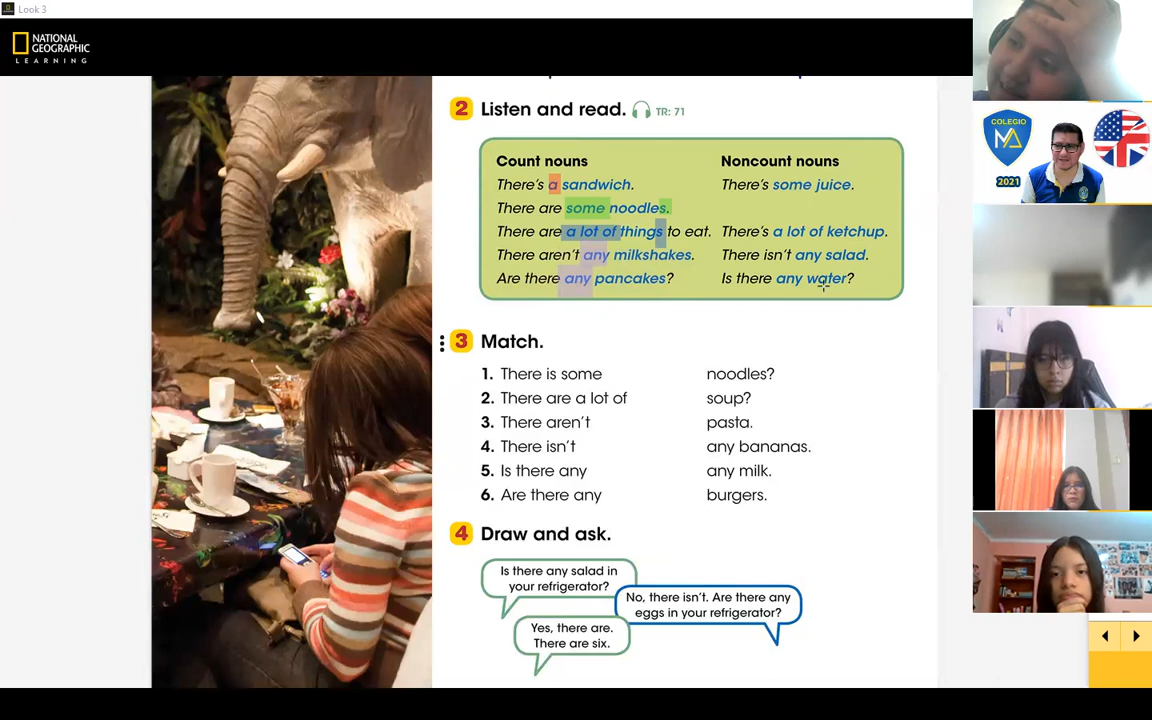 Look 3
NATIONAL
GEOGRAPHIC
LEARNING
2 Listen and read. TR: 71
Count nouns Noncount nouns
There's a sandwich. There's some juice.
There are some noodles.
There are a lot of things to eat. There's a lot of ketchup.
There aren't any milkshakes. There isn't any salad.
Are there any pancakes? Is there any water?
3 Match.
1. There is some noodles?
2. There are a lot of soup?
3. There aren't pasta.
4. There isn't any bananas.
5. Is there any any milk.
6. Are there any burgers.
4 Draw and ask.
Is there any salad in
your refrigerator?
No, there isn't. Are there any
eggs in your refrigerator?
Yes, there are.
There are six.
COLEGIO
MA
2021